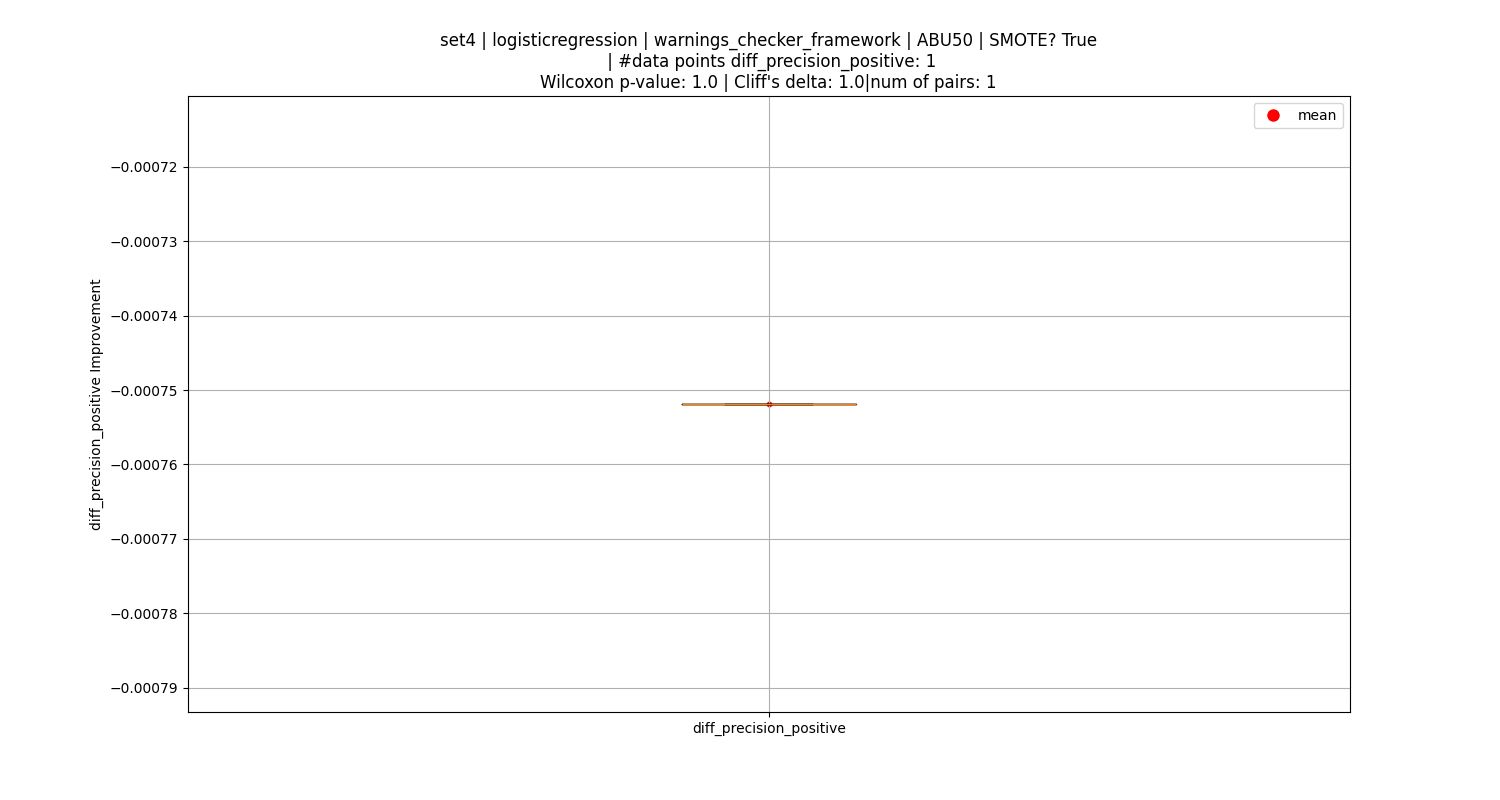 set4 | logisticregression | warnings_checker_framework | ABU50 | SMOTE? True
| #data points diff_precision_positive: 1
Wilcoxon p-value: 1.0 | Cliff's delta: 1.0|num of pairs: 1
mean
−0.00072
−0.00073
−0.00074
−0.00075
−0.00076
−0.00077
−0.00078
−0.00079
diff_precision_positive Improvement
diff_precision_positive